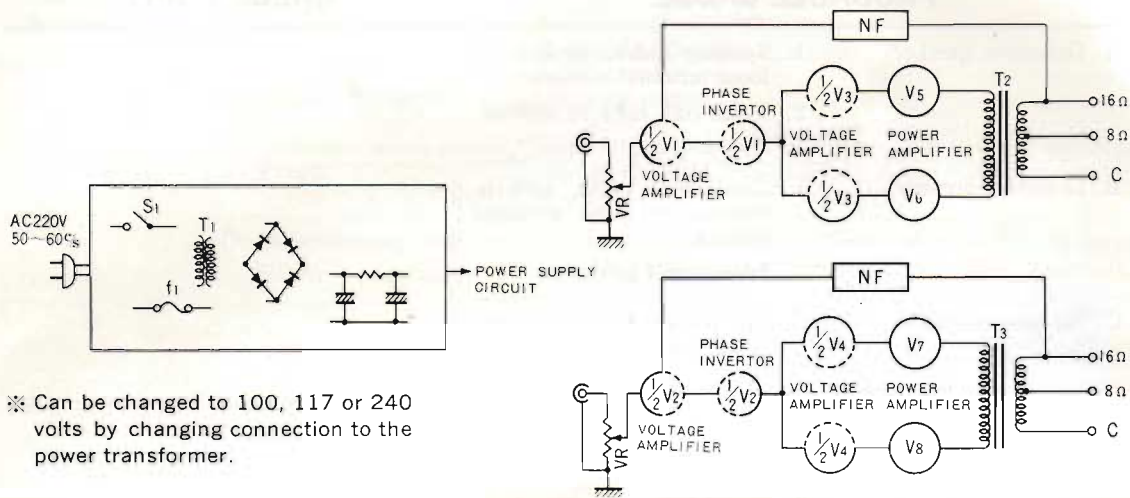 AC220V
50~60㎐
S1
T1
f1
POWER SUPPLY
CIRCUIT
※ Can be changed to 100, 117 or 240
volts by changing connection to the
power transformer.
NF
PHASE
INVERTOR
1/2 V1
1/2 V1
1/2 V3
V5
T2
16Ω
8Ω
C
VOLTAGE
AMPLIFIER
POWER
AMPLIFIER
VOLTAGE
AMPLIFIER
VR
1/2 V3
V6
NF
PHASE
INVERTOR
1/2 V2
1/2 V2
1/2 V4
V7
T3
16Ω
8Ω
C
VOLTAGE
AMPLIFIER
POWER
AMPLIFIER
VOLTAGE
AMPLIFIER
VR
1/2 V4
V8